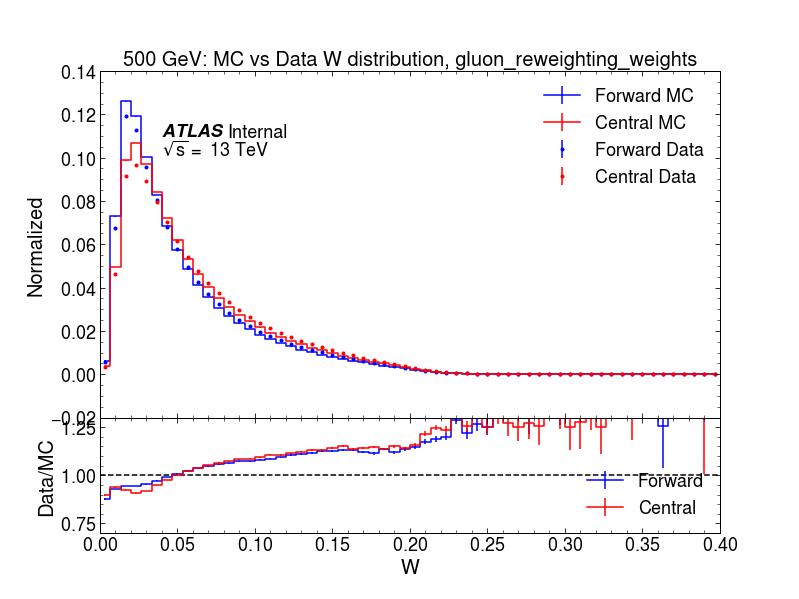 500 GeV: MC vs Data W distribution, gluon_reweighting_weights
0.14
0.12
0.10
0.08
0.06
0.04
0.02
0.00
−0.02
Normalized
ATLAS Internal
√s = 13 TeV
Forward MC
Central MC
Forward Data
Central Data
1.25
1.00
0.75
Data/MC
Forward
Central
0.00 0.05 0.10 0.15 0.20 0.25 0.30 0.35 0.40
W